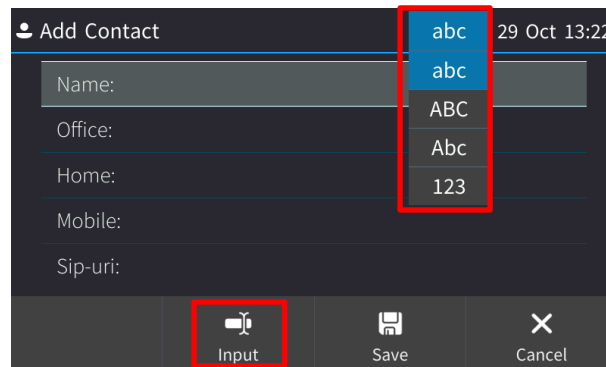 Add Contact abc 29 Oct 13:22
abc
Name:
ABC
Office:
Abc
Home:
123
Mobile:
Sip-uri:
Input Save Cancel